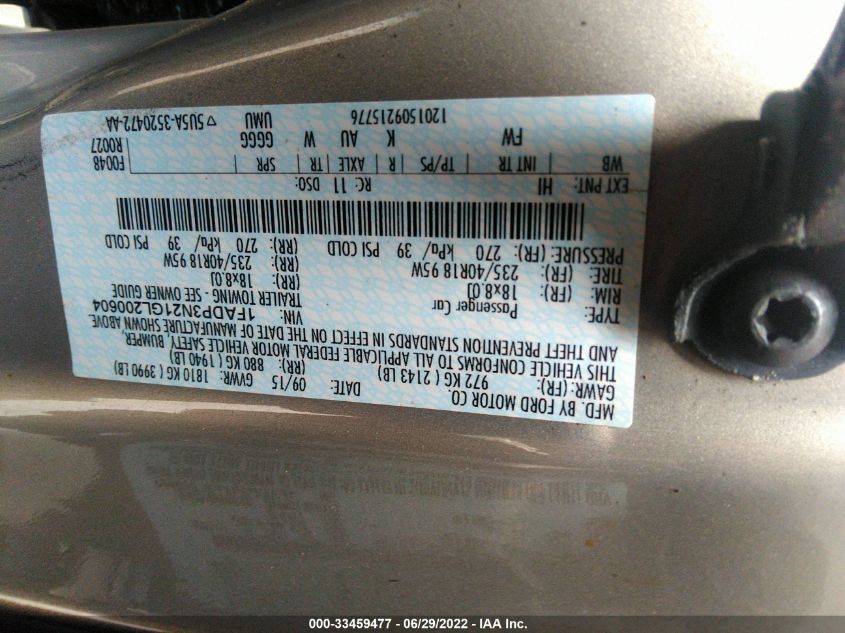 MFD. BY FORD MOTOR CO.
DATE: 09/15 GVWR: 1810 KG ( 3990 LB)
GAWR: (FR): 972 KG ( 2143 LB) (RR): 880 KG ( 1940 LB)
THIS VEHICLE CONFORMS TO ALL APPLICABLE FEDERAL MOTOR VEHICLE SAFETY, BUMPER,
AND THEFT PREVENTION STANDARDS IN EFFECT ON THE DATE OF MANUFACTURE SHOWN ABOVE.
VIN: 1FADP3N21GL200604
TYPE: Passenger Car TRAILER TOWING - SEE OWNER GUIDE
RIM: (FR): 18x8.0J (RR): 18x8.0J
TIRE: (FR): 235/40R18 95W (RR): 235/40R18 95W
PRESSURE: (FR): 270 kPa/ 39 PSI COLD (RR): 270 kPa/ 39 PSI COLD
EXT PNT: HI RC: 11 DSO:
WB INT TR TP/PS R AXLE TR SPR F0048
R0027
FW K AU W GGGG
UMU
1201509215776 ▽5U5A-3S20472-AA
000-33459477 - 06/29/2022 - IAA Inc.